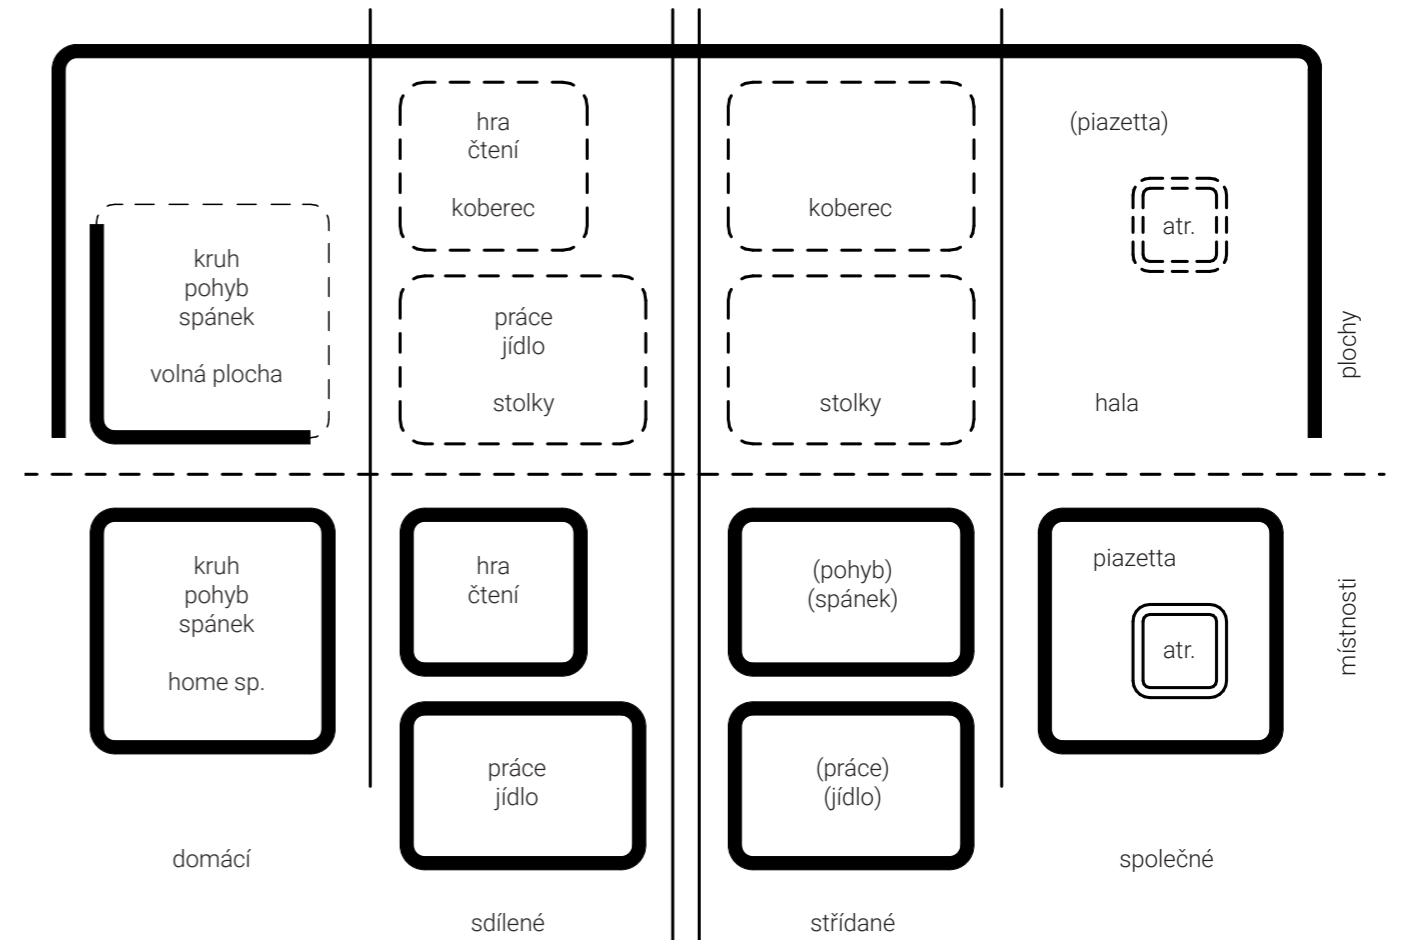 hra
čtení
koberec
koberec
(piazetta)
atr.
kruh
pohyb
spánek
volná plocha
práce
jídlo
stolky
stolky
hala
plochy
kruh
pohyb
spánek
home sp.
hra
čtení
(pohyb)
(spánek)
piazetta
atr.
místnosti
práce
jídlo
(práce)
(jídlo)
domácí
společné
sdílené
střídané